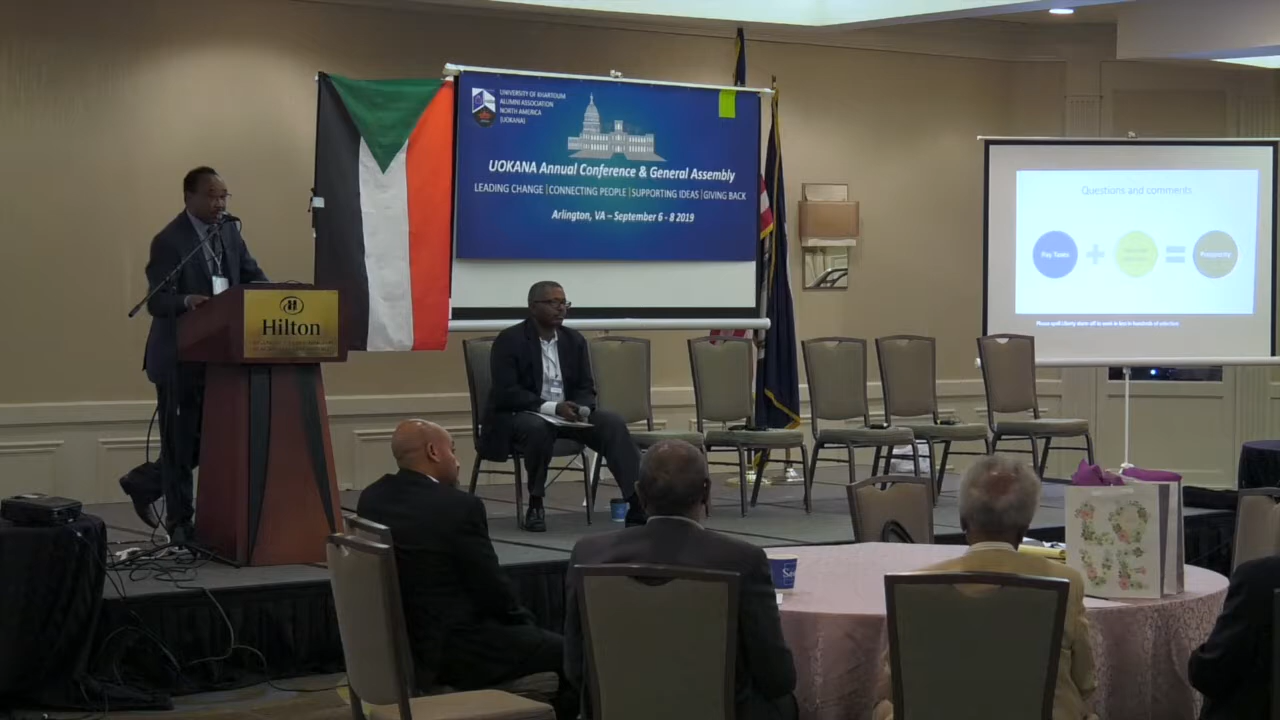 UNIVERSITY OF KHARTOUM
ALUMNI ASSOCIATION
NORTH AMERICA
(UOKANA)
UOKANA Annual Conference & General Assembly
LEADING CHANGE | CONNECTING PEOPLE | SUPPORTING IDEAS | GIVING BACK
Arlington, VA – September 6 - 8 2019
Hilton
Questions and comments
Pay Taxes + = Prosperity
LOVE